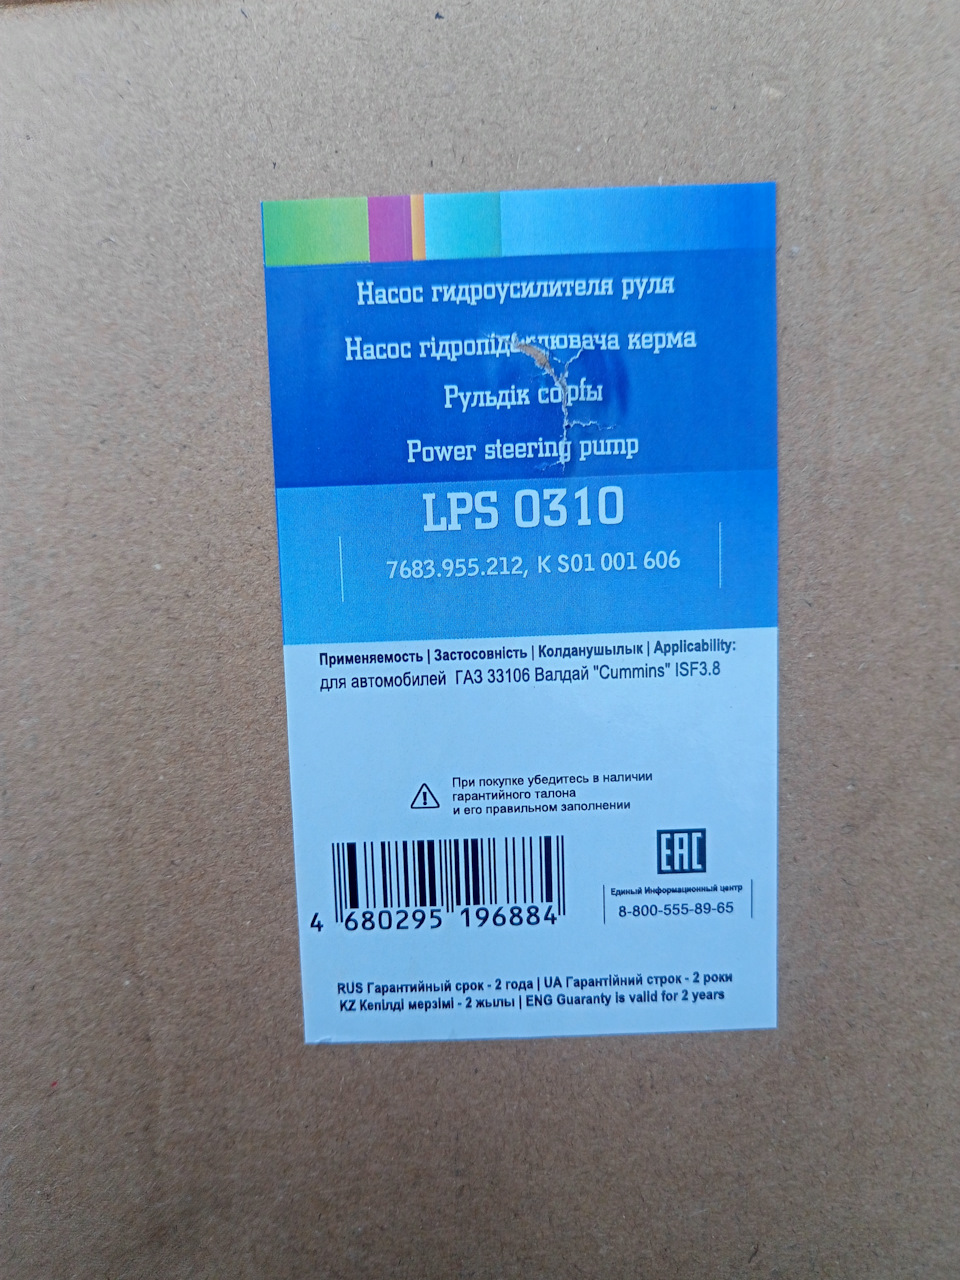 Насос гидроусилителя руля
Насос гідропідсилювача керма
Рульдік сорғы
Power steering pump
LPS 0310
7683.955.212, K S01 001 606
Применяемость | Застосовність | Колданушылык | Applicability:
для автомобилей ГАЗ 33106 Валдай "Cummins" ISF3.8
При покупке убедитесь в наличии
гарантийного талона
и его правильном заполнении
EAC
Единый Информационный центр
8-800-555-89-65
4 680295 196884
RUS Гарантийный срок - 2 года | UA Гарантійний строк - 2 роки
KZ Кепілді мерзімі - 2 жылы | ENG Guaranty is valid for 2 years